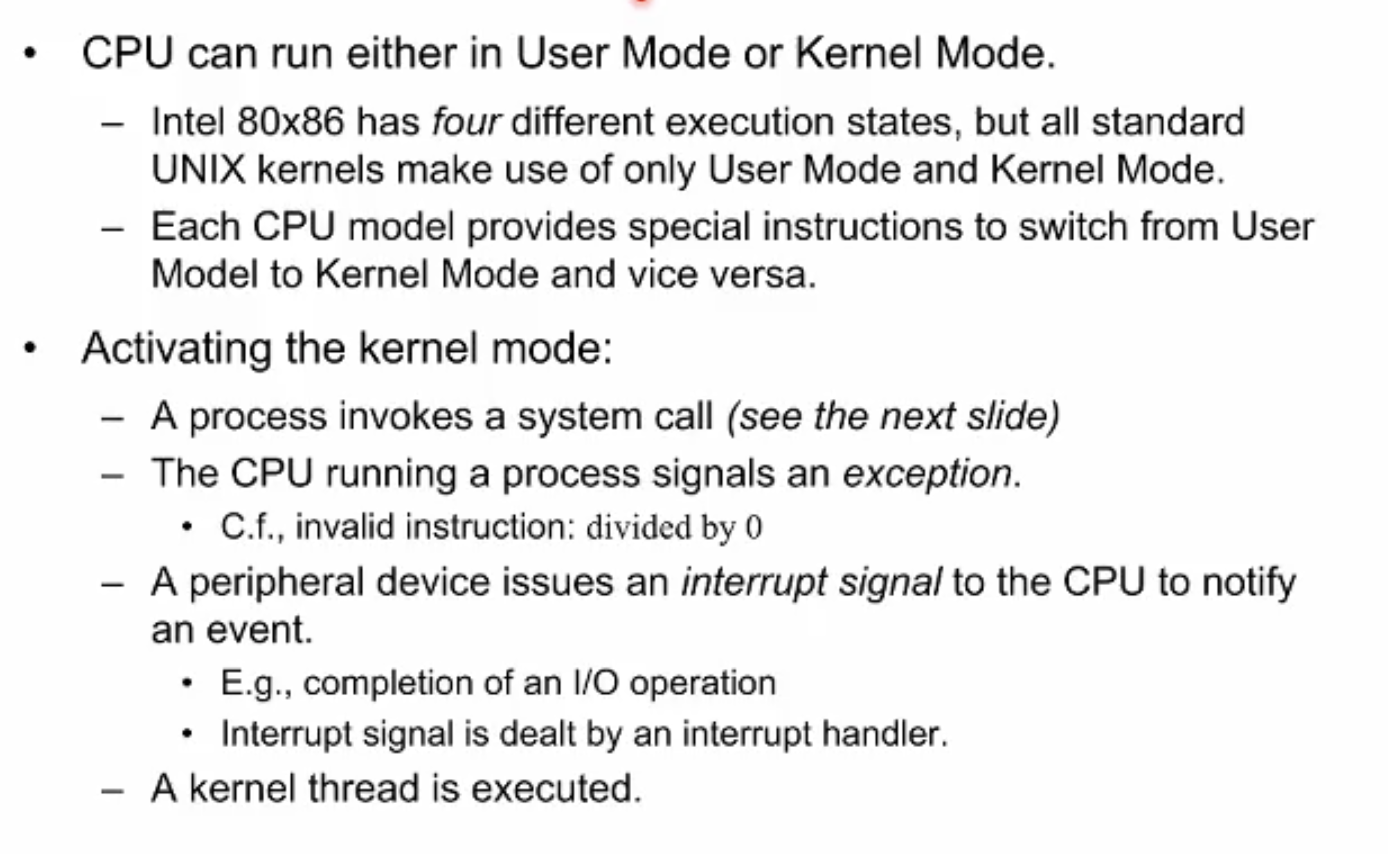 • CPU can run either in User Mode or Kernel Mode.
– Intel 80x86 has four different execution states, but all standard
UNIX kernels make use of only User Mode and Kernel Mode.
– Each CPU model provides special instructions to switch from User
Model to Kernel Mode and vice versa.
• Activating the kernel mode:
– A process invokes a system call (see the next slide)
– The CPU running a process signals an exception.
• C.f., invalid instruction: divided by 0
– A peripheral device issues an interrupt signal to the CPU to notify
an event.
• E.g., completion of an I/O operation
• Interrupt signal is dealt by an interrupt handler.
– A kernel thread is executed.